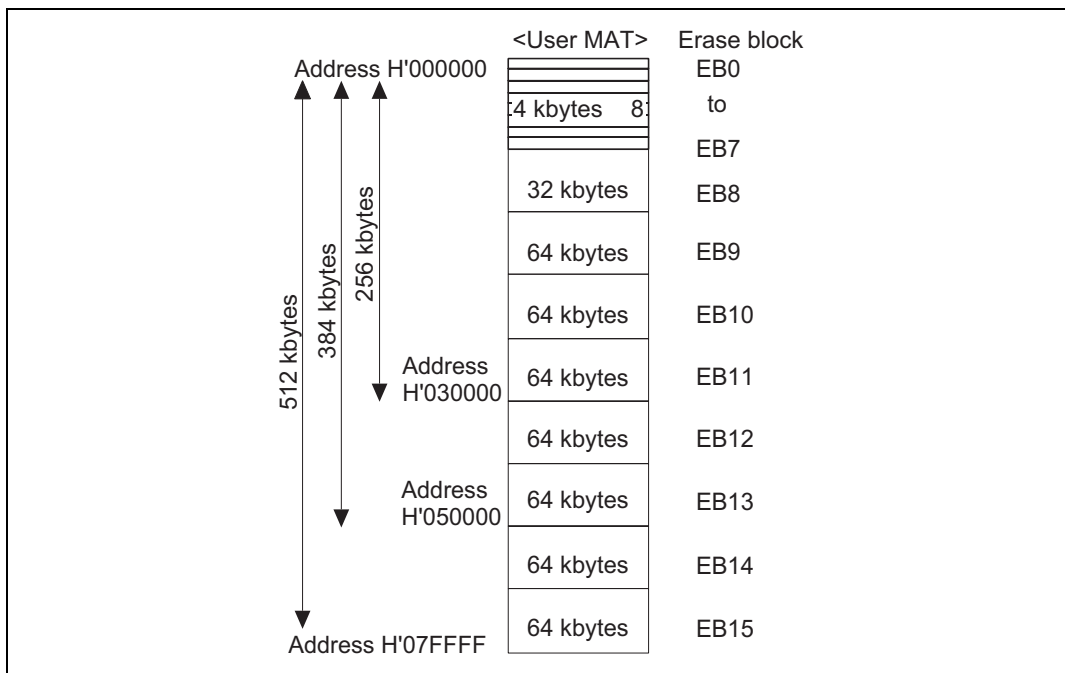 <User MAT> Erase block
Address H'000000 EB0
4 kbytes 8 to
EB7
32 kbytes EB8
64 kbytes EB9
64 kbytes EB10
512 kbytes
384 kbytes
256 kbytes
Address
H'030000 64 kbytes EB11
64 kbytes EB12
Address
H'050000 64 kbytes EB13
64 kbytes EB14
64 kbytes EB15
Address H'07FFFF